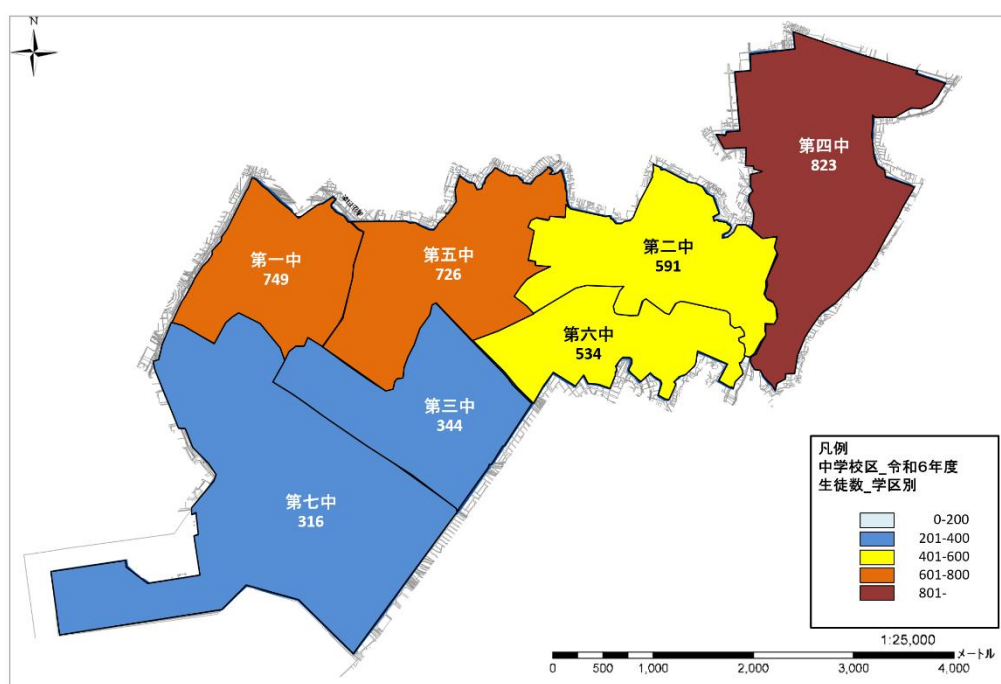 N
第四中
823
第一中
749
第五中
726
第二中
591
第六中
534
第三中
344
第七中
316
凡例
中学校区_令和6年度
生徒数_学区別
0-200
201-400
401-600
601-800
801-
1:25,000
メートル
0 500 1,000 2,000 3,000 4,000